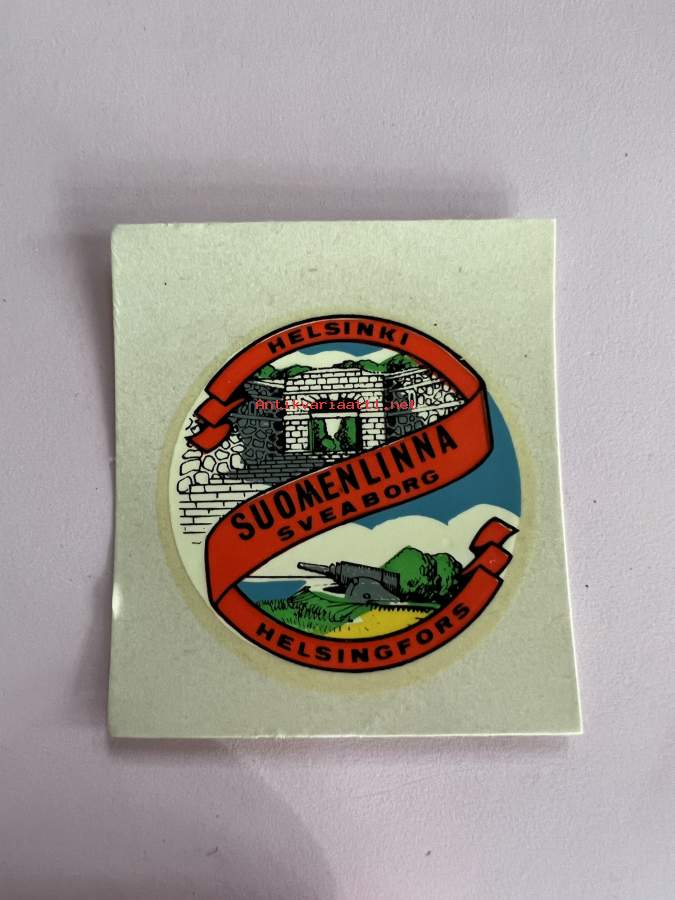 HELSINKI
Antikvariaatti.net
SUOMENLINNA
SVEABORG
HELSINGFORS